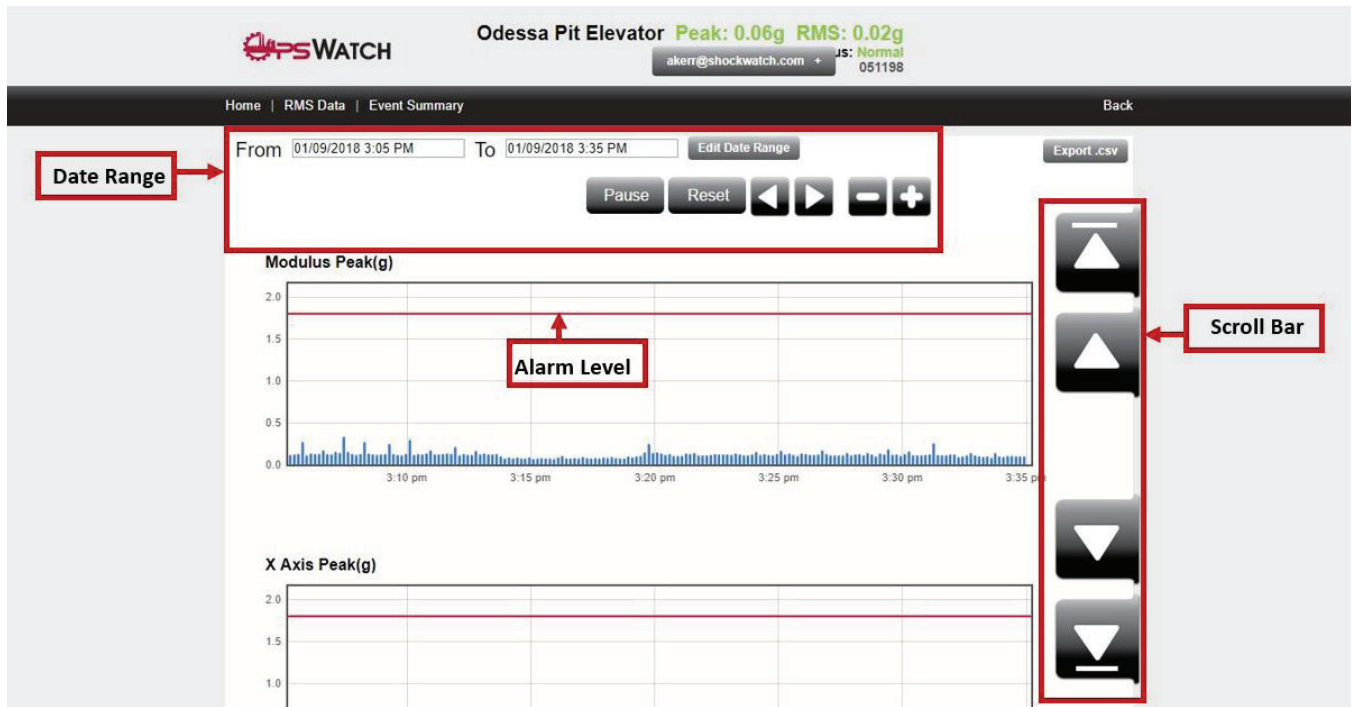 OPSWATCH
Odessa Pit Elevator Peak: 0.06g RMS: 0.02g
akerr@shockwatch.com + us: Normal
051198
Home | RMS Data | Event Summary Back
From 01/09/2018 3:05 PM To 01/09/2018 3:35 PM Edit Date Range Export .csv
Date Range
Pause Reset
Modulus Peak(g)
2.0
Scroll Bar
1.5
Alarm Level
1.0
0.5
0.0
3:10 pm 3:15 pm 3:20 pm 3:25 pm 3:30 pm 3:35 pm
X Axis Peak(g)
2.0
1.5
1.0